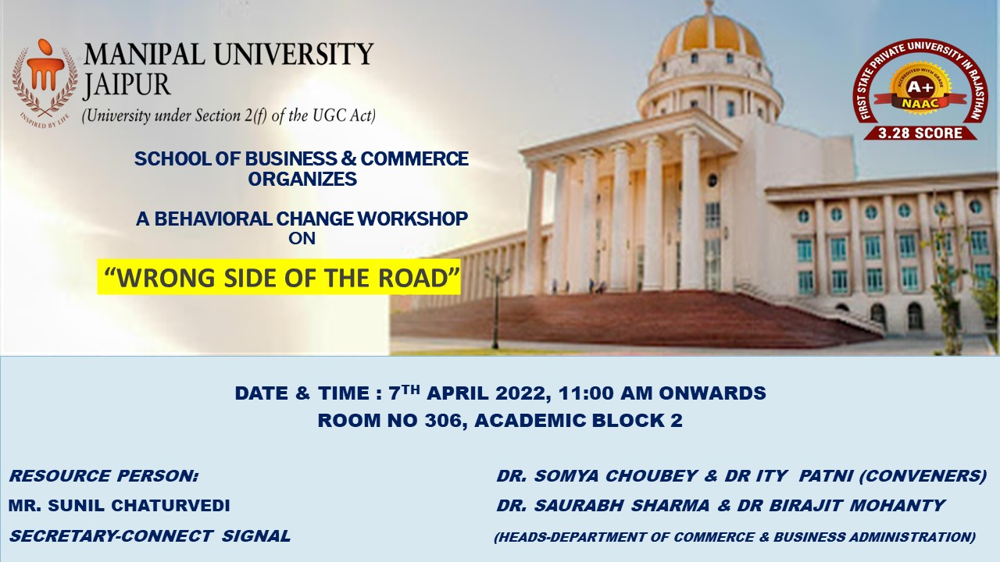 MANIPAL UNIVERSITY
JAIPUR
(University under Section 2(f) of the UGC Act)
INSPIRED BY LIFE
FIRST STATE PRIVATE UNIVERSITY IN RAJASTHAN
ACCREDITED WITH GRADE
A+
NAAC
3.28 SCORE
SCHOOL OF BUSINESS & COMMERCE
ORGANIZES
A BEHAVIORAL CHANGE WORKSHOP
ON
“WRONG SIDE OF THE ROAD”
DATE & TIME : 7TH APRIL 2022, 11:00 AM ONWARDS
ROOM NO 306, ACADEMIC BLOCK 2
RESOURCE PERSON:
MR. SUNIL CHATURVEDI
SECRETARY-CONNECT SIGNAL
DR. SOMYA CHOUBEY & DR ITY PATNI (CONVENERS)
DR. SAURABH SHARMA & DR BIRAJIT MOHANTY
(HEADS-DEPARTMENT OF COMMERCE & BUSINESS ADMINISTRATION)